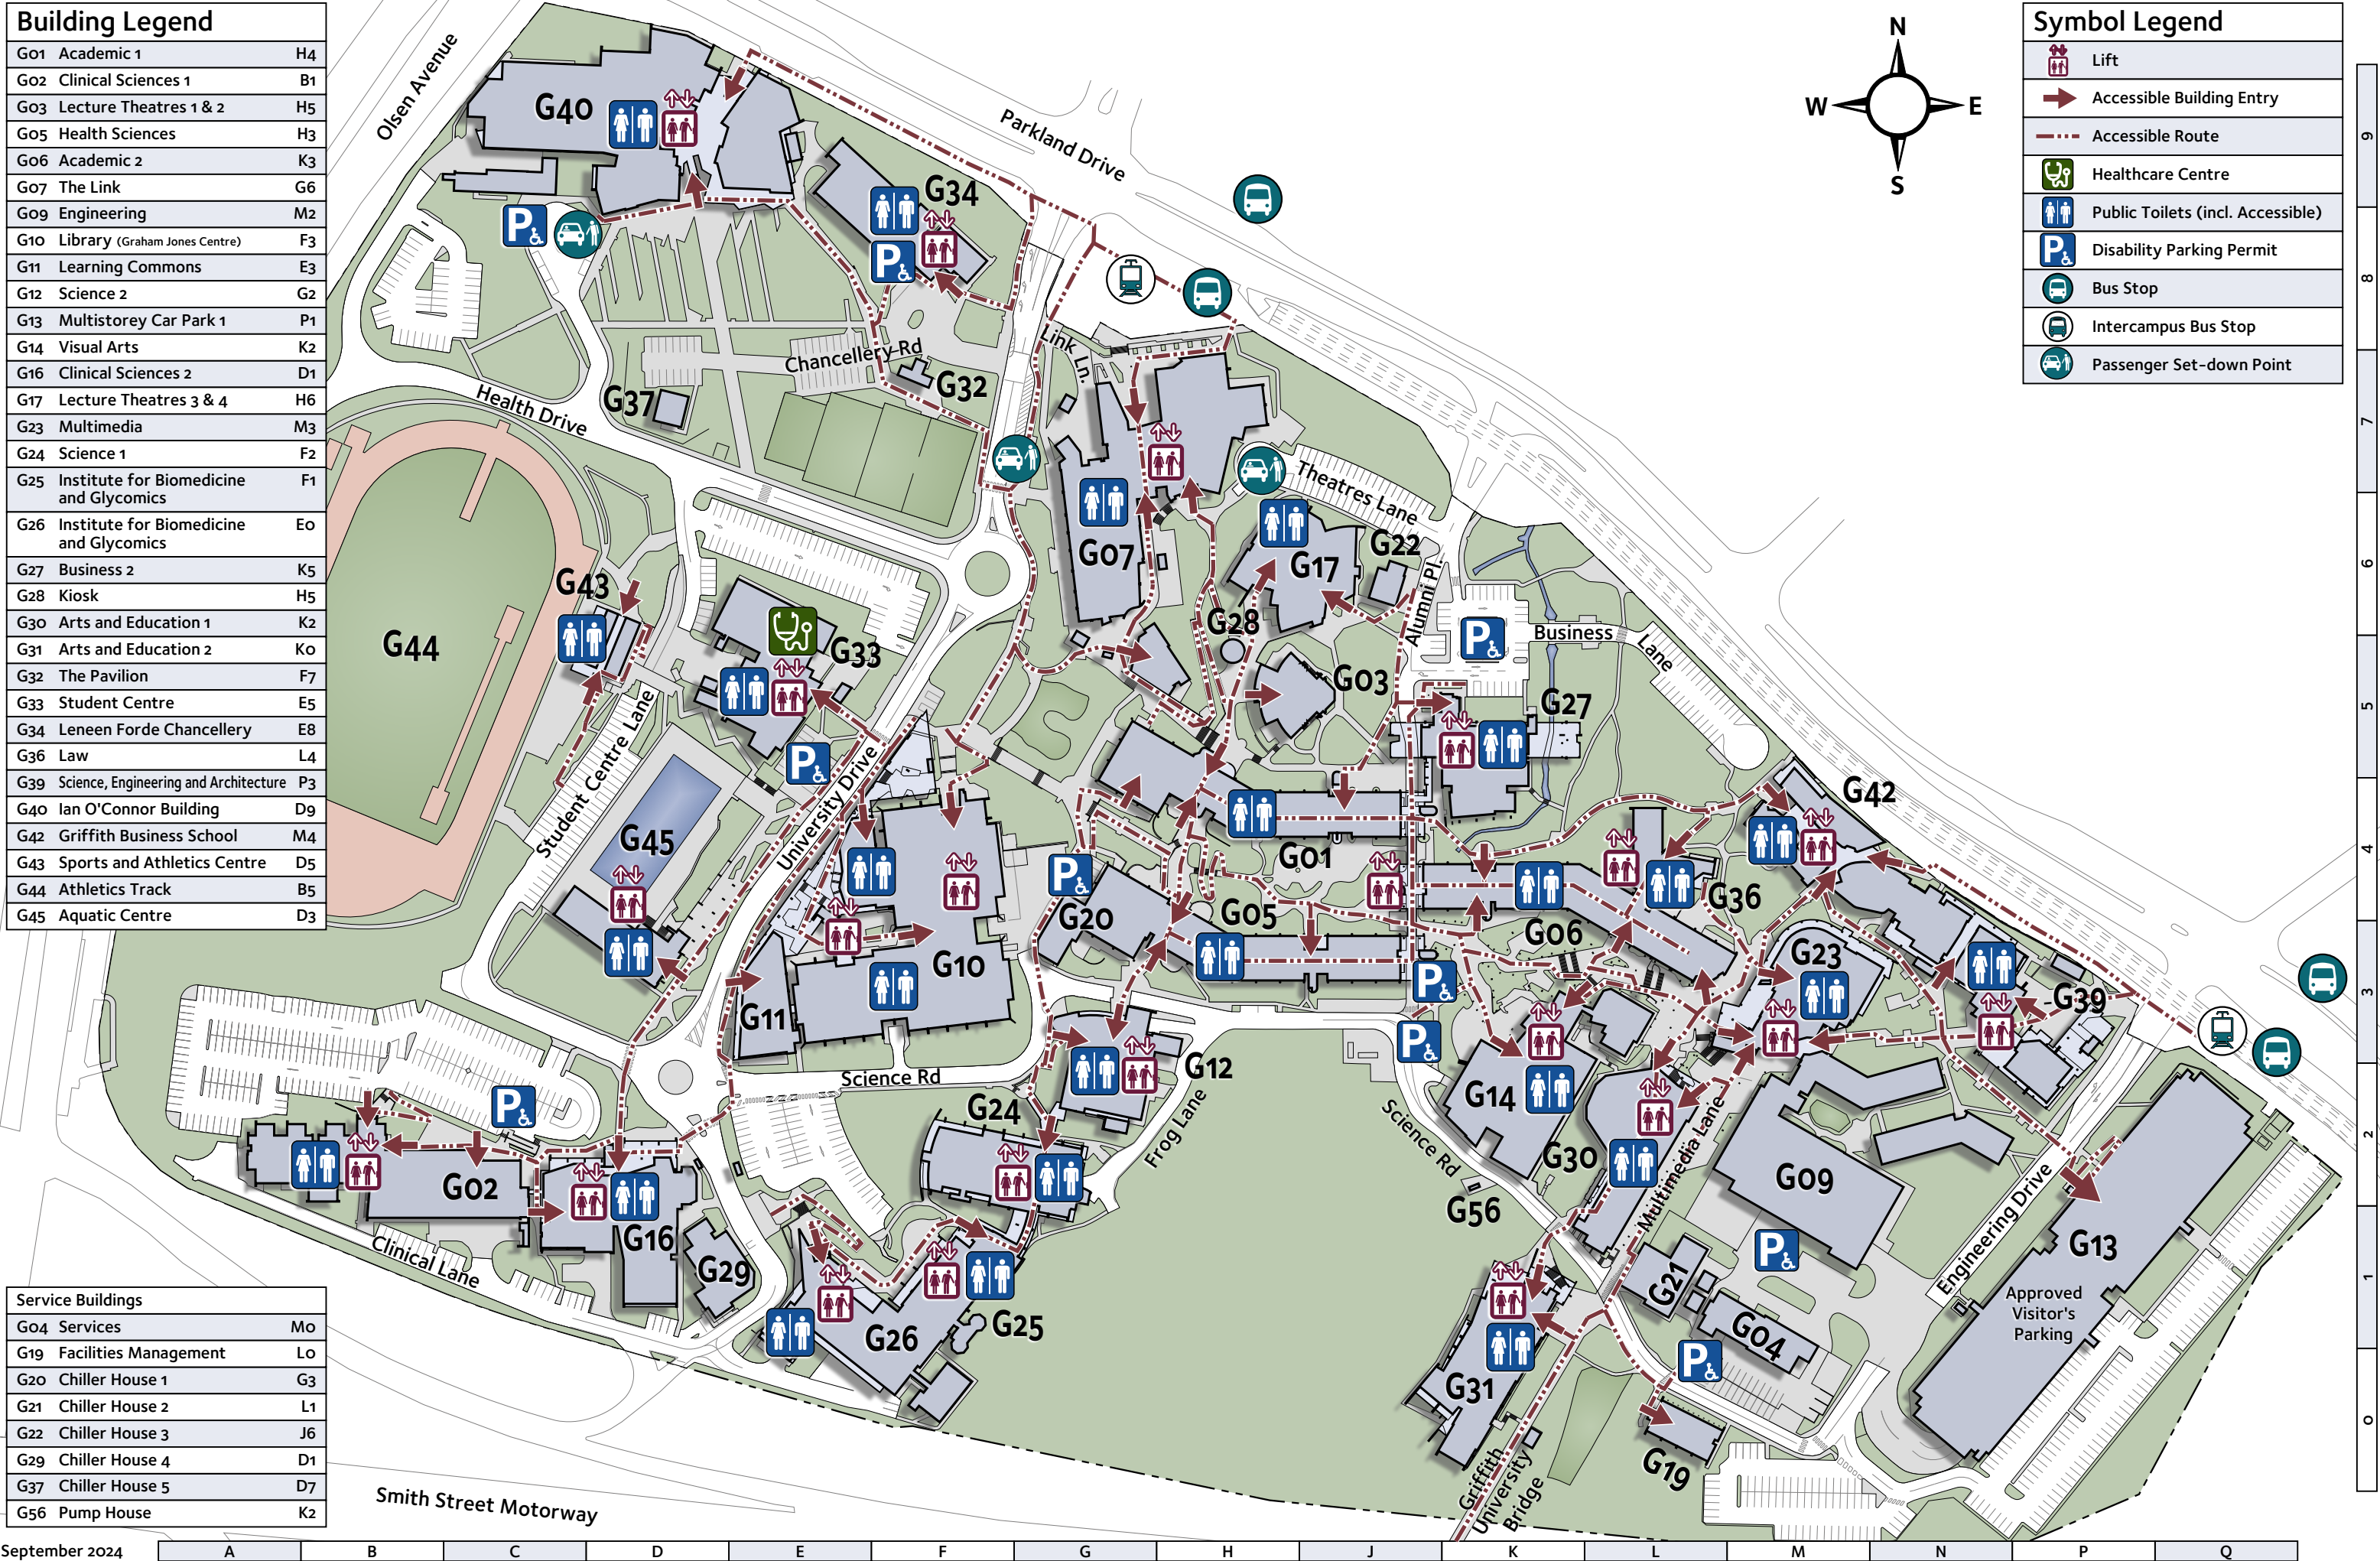 Building Legend
G01 Academic 1 H4
G02 Clinical Sciences 1 B1
G03 Lecture Theatres 1 & 2 H5
G05 Health Sciences H3
G06 Academic 2 K3
G07 The Link G6
G09 Engineering M2
G10 Library (Graham Jones Centre) F3
G11 Learning Commons E3
G12 Science 2 G2
G13 Multistorey Car Park 1 P1
G14 Visual Arts K2
G16 Clinical Sciences 2 D1
G17 Lecture Theatres 3 & 4 H6
G23 Multimedia M3
G24 Science 1 F2
G25 Institute for Biomedicine F1
and Glycomics
G26 Institute for Biomedicine E0
and Glycomics
G27 Business 2 K5
G28 Kiosk H5
G30 Arts and Education 1 K2
G31 Arts and Education 2 K0
G32 The Pavilion F7
G33 Student Centre E5
G34 Leneen Forde Chancellery E8
G36 Law L4
G39 Science, Engineering and Architecture P3
G40 Ian O'Connor Building D9
G42 Griffith Business School M4
G43 Sports and Athletics Centre D5
G44 Athletics Track B5
G45 Aquatic Centre D3
Service Buildings
G04 Services M0
G19 Facilities Management L0
G20 Chiller House 1 G3
G21 Chiller House 2 L1
G22 Chiller House 3 J6
G29 Chiller House 4 D1
G37 Chiller House 5 D7
G56 Pump House K2
September 2024
Symbol Legend
Lift
Accessible Building Entry
Accessible Route
Healthcare Centre
Public Toilets (incl. Accessible)
P Disability Parking Permit
Bus Stop
Intercampus Bus Stop
Passenger Set-down Point
N
W E
S
Olsen Avenue
Parkland Drive
G40
G34
P
P
Link Ln.
Chancellery Rd
G32
G37
Health Drive
Theatres Lane
G07
G17
G22
Alumni Pl.
G43
G28
P
Business
Lane
G44
G33
G03
G27
Student Centre Lane
P
University Drive
G45
G42
G01
P
G20
G05
G36
G06
G10
G23
P
G11
G39
P
G12
Science Rd
G14
G24
P
Frog Lane
Science Rd
G30
Multimedia Lane
G09
G02
G56
G16
Clinical Lane
G29
P
G21
Engineering Drive
G13
Approved
Visitor's
Parking
G25
G26
G04
P
G31
G19
Griffith
University
Bridge
Smith Street Motorway
A B C D E F G H J K L M N P Q
9
8
7
6
5
4
3
2
1
0